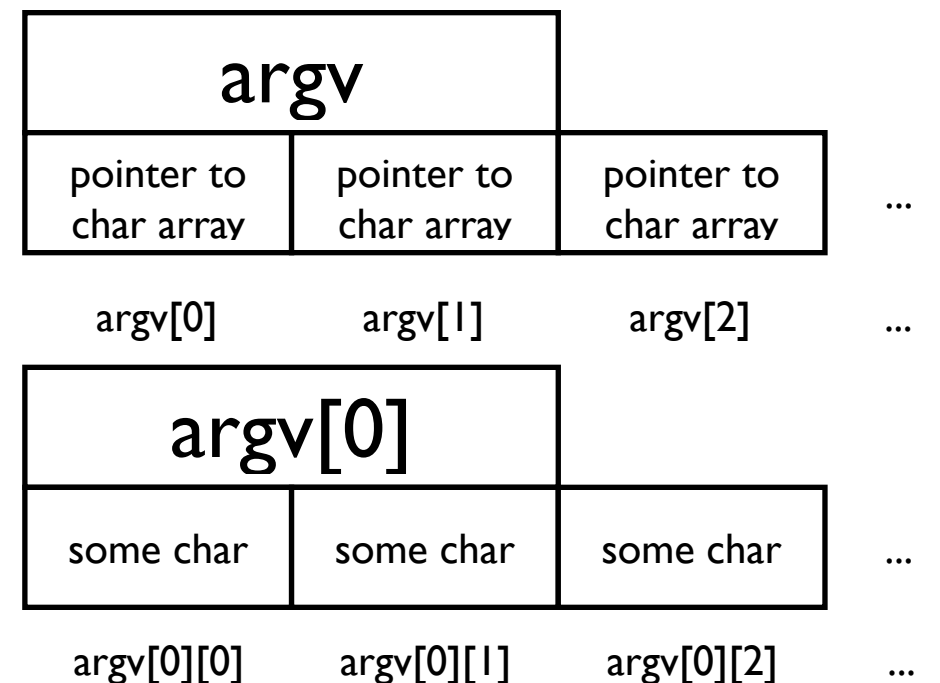 argv
pointer to pointer to pointer to
char array char array char array ...
argv[0] argv[1] argv[2] ...
argv[0]
some char some char some char ...
argv[0][0] argv[0][1] argv[0][2] ...